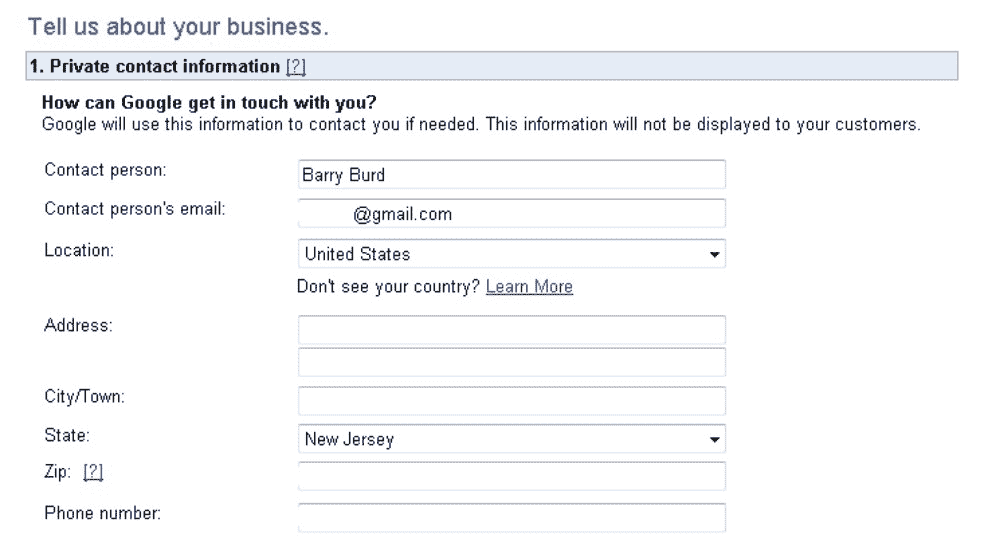 Tell us about your business.
1. Private contact information [?]
How can Google get in touch with you?
Google will use this information to contact you if needed. This information will not be displayed to your customers.
Contact person: Barry Burd
Contact person's email: @gmail.com
Location: United States
Don't see your country? Learn More
Address:
City/Town:
State: New Jersey
Zip: [?]
Phone number: